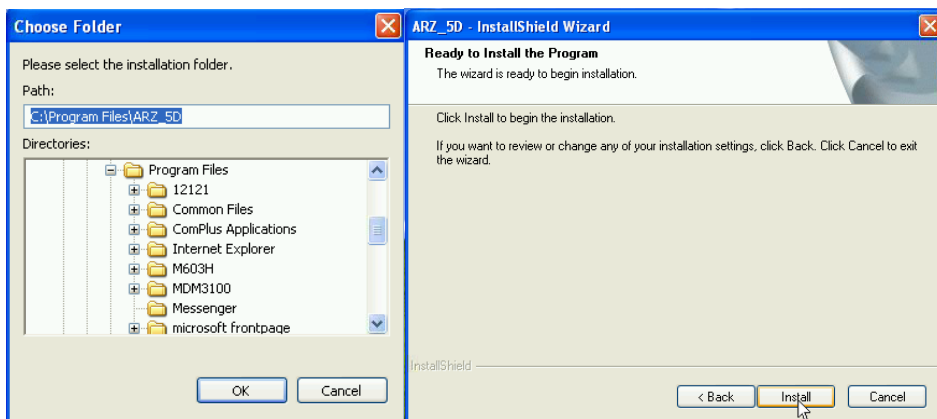 Choose Folder
Please select the installation folder.
Path:
C:\Program Files\ARZ_5D
Directories:
Program Files
12121
Common Files
ComPlus Applications
Internet Explorer
M603H
MDM3100
Messenger
microsoft frontpage
OK Cancel
ARZ_5D - InstallShield Wizard
Ready to Install the Program
The wizard is ready to begin installation.
Click Install to begin the installation.
If you want to review or change any of your installation settings, click Back. Click Cancel to exit
the wizard.
InstallShield
< Back Install Cancel